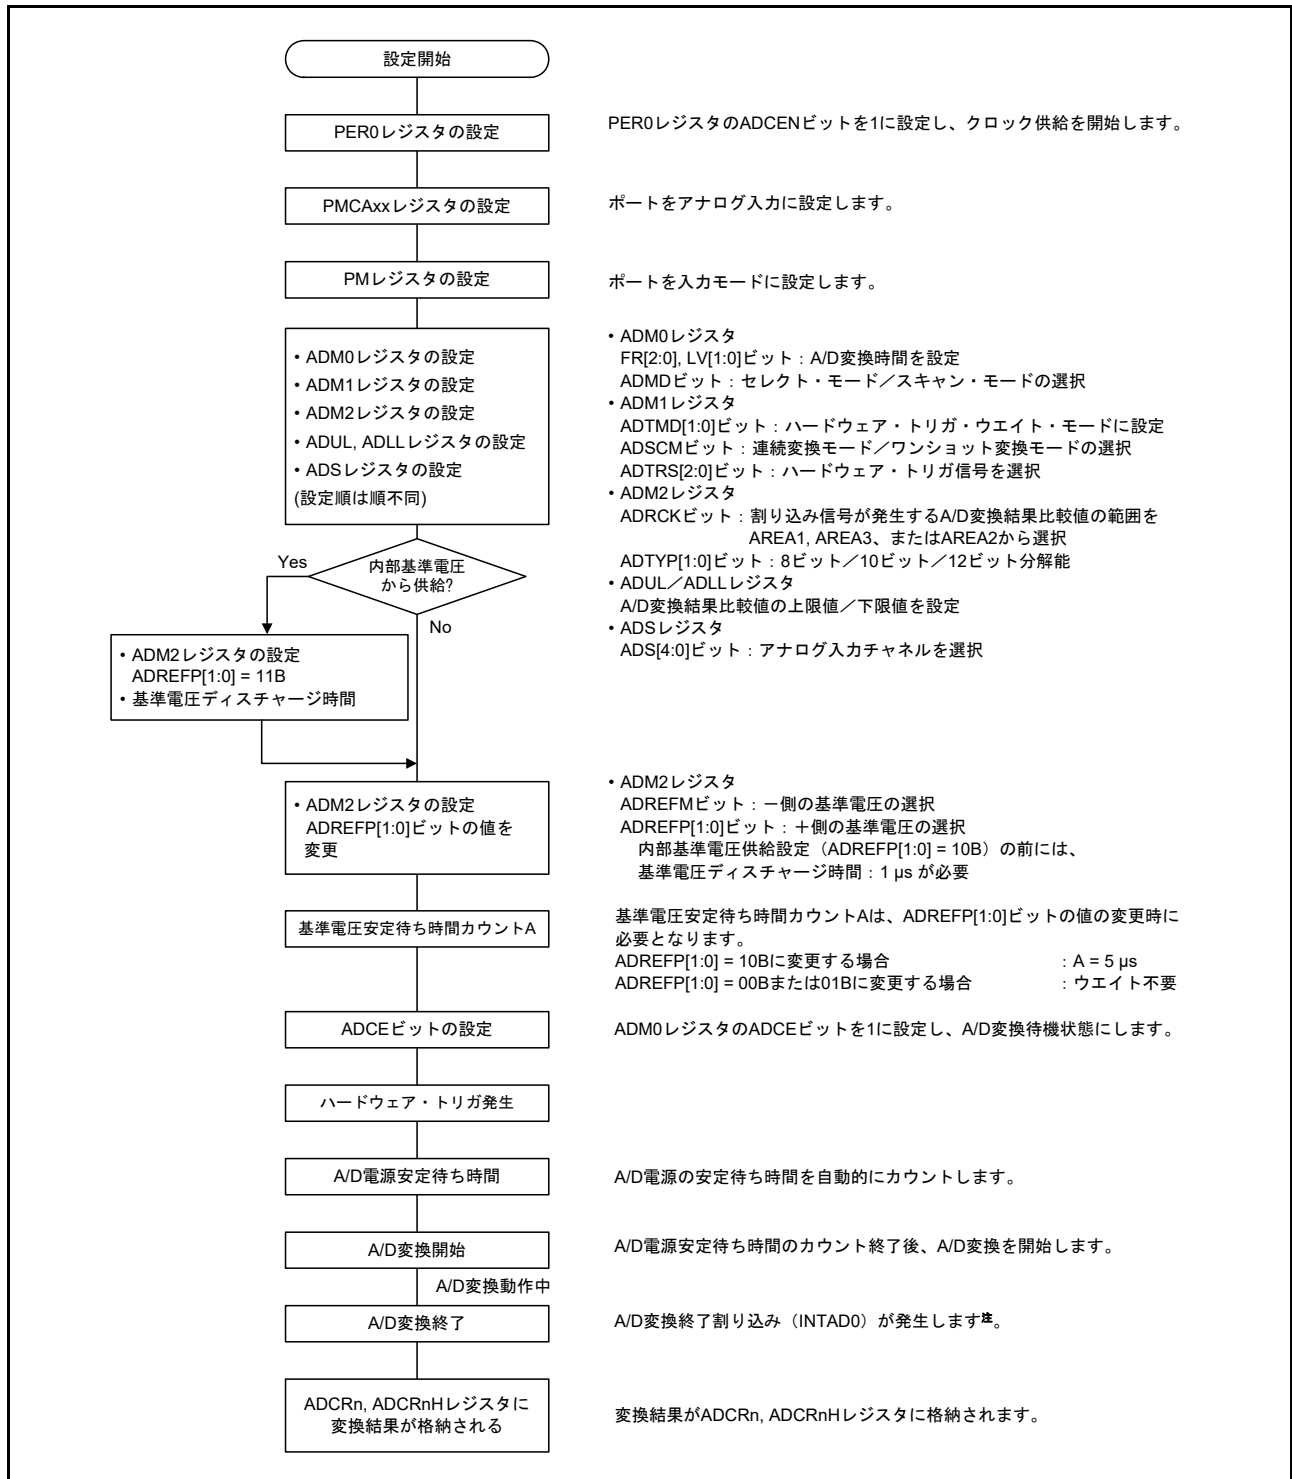 設定開始
PER0レジスタの設定
PER0レジスタのADCENビットを1に設定し、クロック供給を開始します。
PMCAxxレジスタの設定
ポートをアナログ入力に設定します。
PMレジスタの設定
ポートを入力モードに設定します。
• ADM0レジスタの設定
• ADM1レジスタの設定
• ADM2レジスタの設定
• ADUL, ADLLレジスタの設定
• ADSレジスタの設定
(設定順は順不同)
• ADM0レジスタ
FR[2:0], LV[1:0]ビット：A/D変換時間を設定
ADMDビット：セレクト・モード／スキャン・モードの選択
• ADM1レジスタ
ADTMD[1:0]ビット：ハードウェア・トリガ・ウエイト・モードに設定
ADSCMビット：連続変換モード／ワンショット変換モードの選択
ADTRS[2:0]ビット：ハードウェア・トリガ信号を選択
• ADM2レジスタ
ADRCKビット：割り込み信号が発生するA/D変換結果比較値の範囲を
AREA1, AREA3、またはAREA2から選択
ADTYP[1:0]ビット：8ビット／10ビット／12ビット分解能
• ADUL／ADLLレジスタ
A/D変換結果比較値の上限値／下限値を設定
• ADSレジスタ
ADS[4:0]ビット：アナログ入力チャネルを選択
内部基準電圧
から供給?
Yes
No
• ADM2レジスタの設定
ADREFP[1:0] = 11B
• 基準電圧ディスチャージ時間
• ADM2レジスタの設定
ADREFP[1:0]ビットの値を
変更
• ADM2レジスタ
ADREFMビット：－側の基準電圧の選択
ADREFP[1:0]ビット：＋側の基準電圧の選択
内部基準電圧供給設定（ADREFP[1:0] = 10B）の前には、
基準電圧ディスチャージ時間：1 µs が必要
基準電圧安定待ち時間カウントA
基準電圧安定待ち時間カウントAは、ADREFP[1:0]ビットの値の変更時に
必要となります。
ADREFP[1:0] = 10Bに変更する場合 ：A = 5 µs
ADREFP[1:0] = 00Bまたは01Bに変更する場合 ：ウエイト不要
ADCEビットの設定
ADM0レジスタのADCEビットを1に設定し、A/D変換待機状態にします。
ハードウェア・トリガ発生
A/D電源安定待ち時間
A/D電源の安定待ち時間を自動的にカウントします。
A/D変換開始
A/D電源安定待ち時間のカウント終了後、A/D変換を開始します。
A/D変換動作中
A/D変換終了
A/D変換終了割り込み（INTAD0）が発生します注。
ADCRn, ADCRnHレジスタに
変換結果が格納される
変換結果がADCRn, ADCRnHレジスタに格納されます。